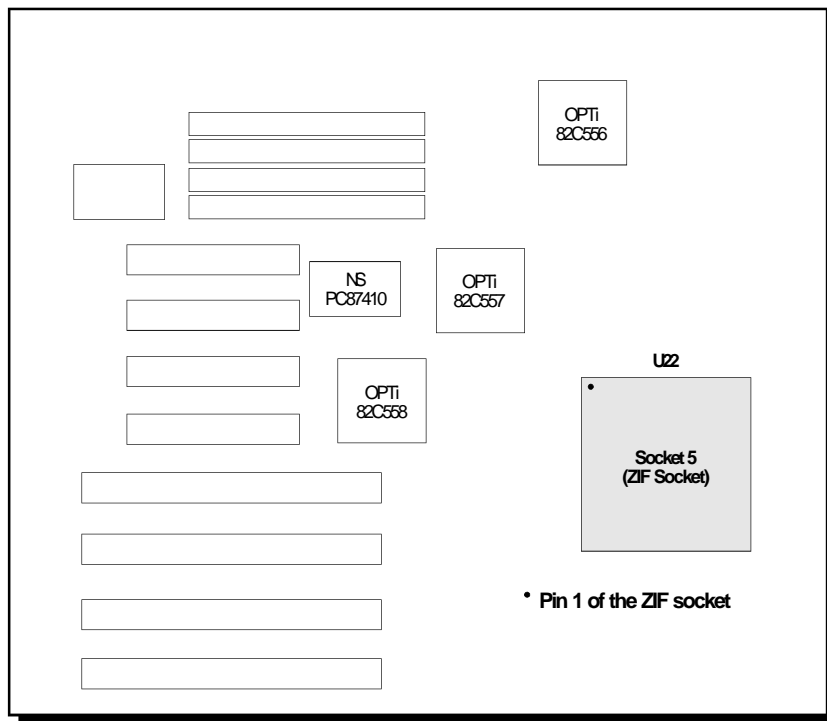 OPTi
82C556
NS
PC87410
OPTi
82C557
U22
OPTi
82C558
Socket 5
(ZIF Socket)
• Pin 1 of the ZIF socket